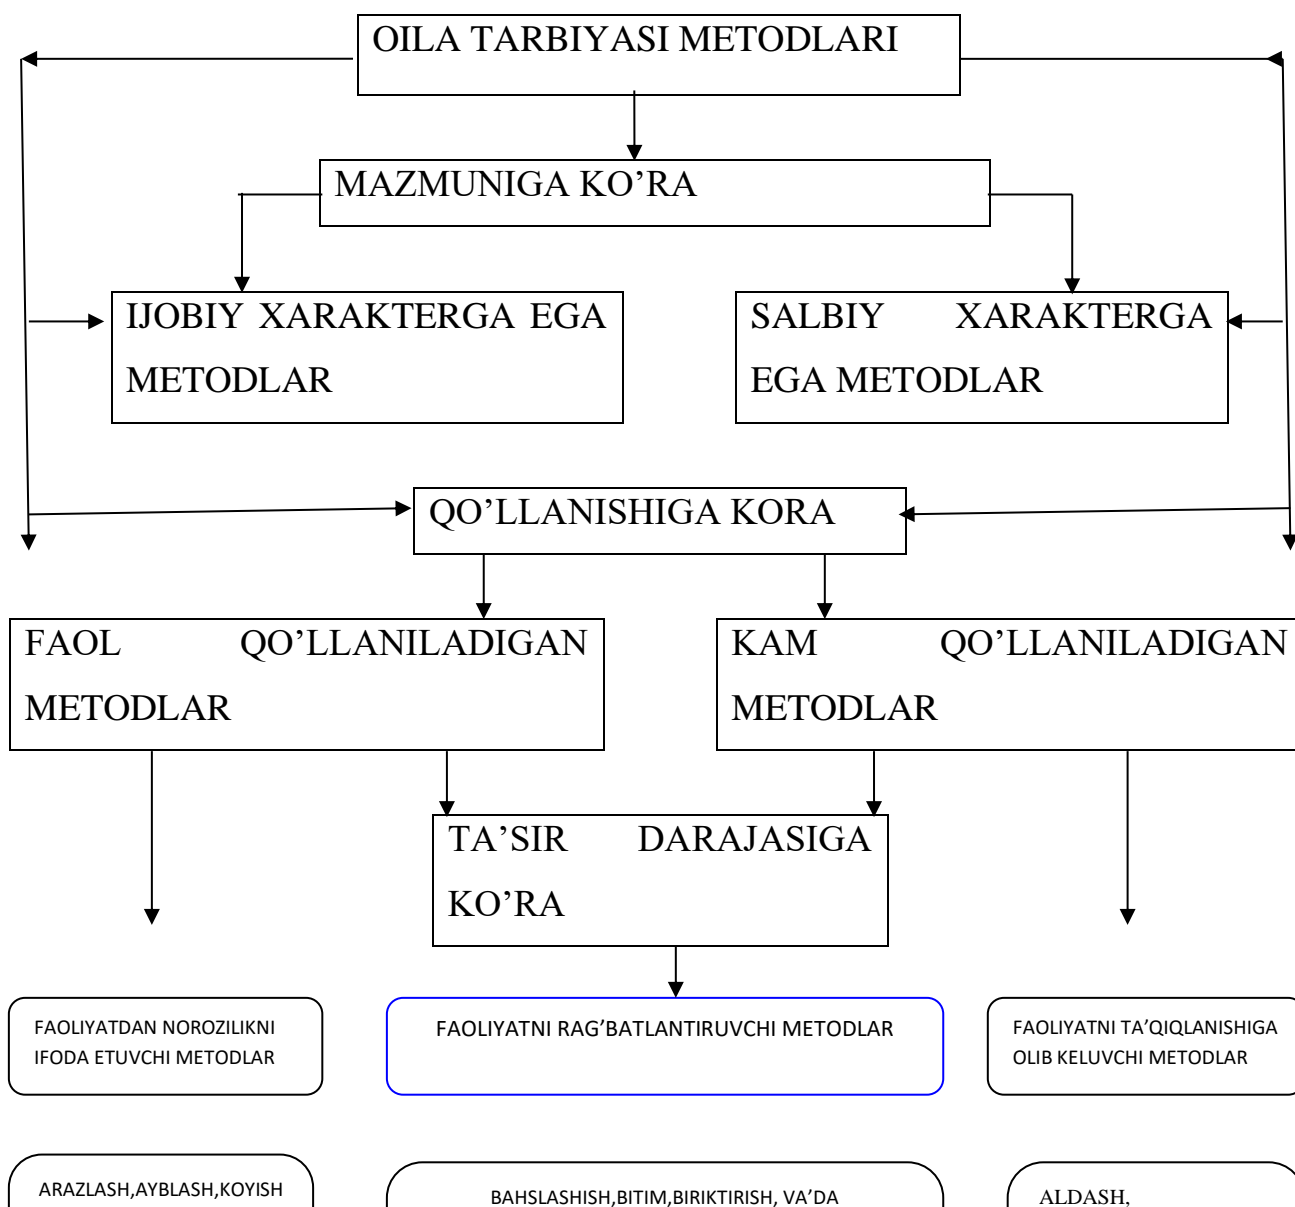 OILA TARBIYASI METODLARI
MAZMUNIGA KO’RA
IJOBIY XARAKTERGA EGA
METODLAR
SALBIY XARAKTERGA
EGA METODLAR
QO’LLANISHIGA KORA
FAOL QO’LLANILADIGAN
METODLAR
KAM QO’LLANILADIGAN
METODLAR
TA’SIR DARAJASIGA
KO’RA
FAOLIYATDAN NOROZILIKNI
IFODA ETUVCHI METODLAR
FAOLIYATNI RAG’BATLANTIRUVCHI METODLAR
FAOLIYATNI TA’QIQLANISHIGA
OLIB KELUVCHI METODLAR
ARAZLASH,AYBLASH,KOYISH
BAHSLASHISH,BITIM,BIRIKTIRISH, VA’DA
ALDASH,